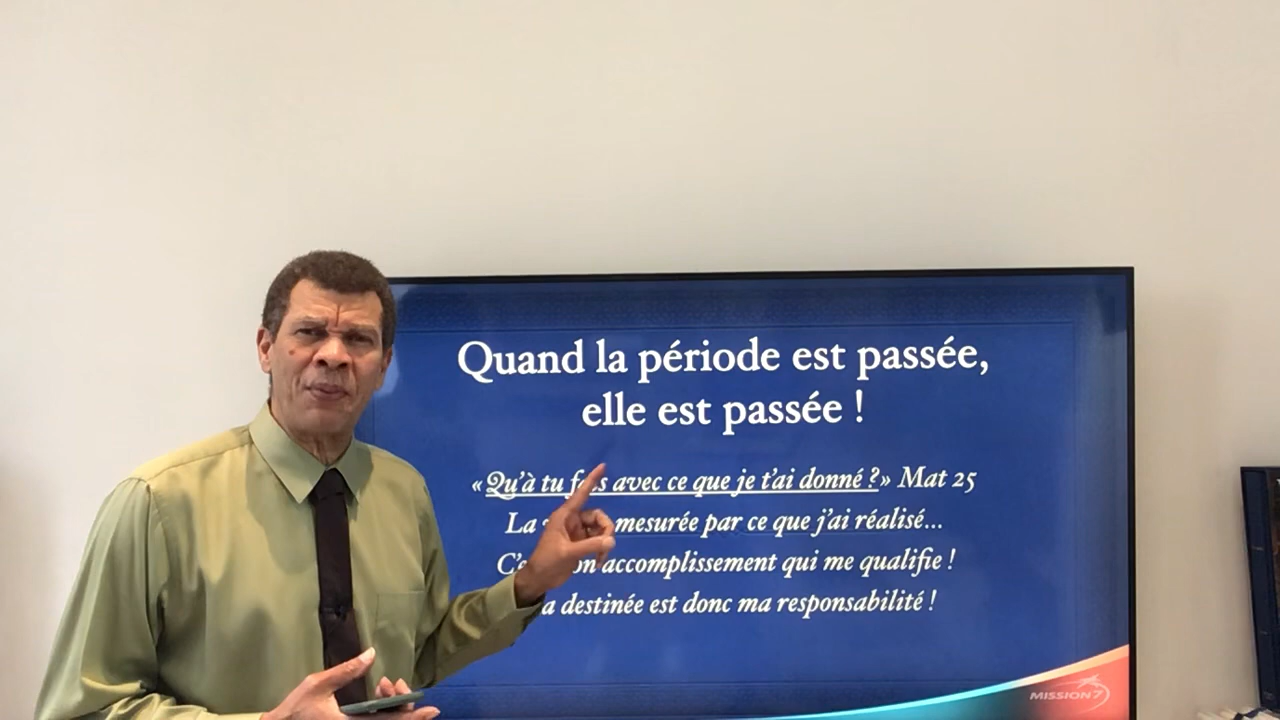 Quand la période est passée,
elle est passée !
« Qu'à tu fais avec ce que je t'ai donné ?» Mat 25
La mesurée par ce que j'ai réalisé...
accomplissement qui me qualifie !
destinée est donc ma responsabilité !
MISSION7